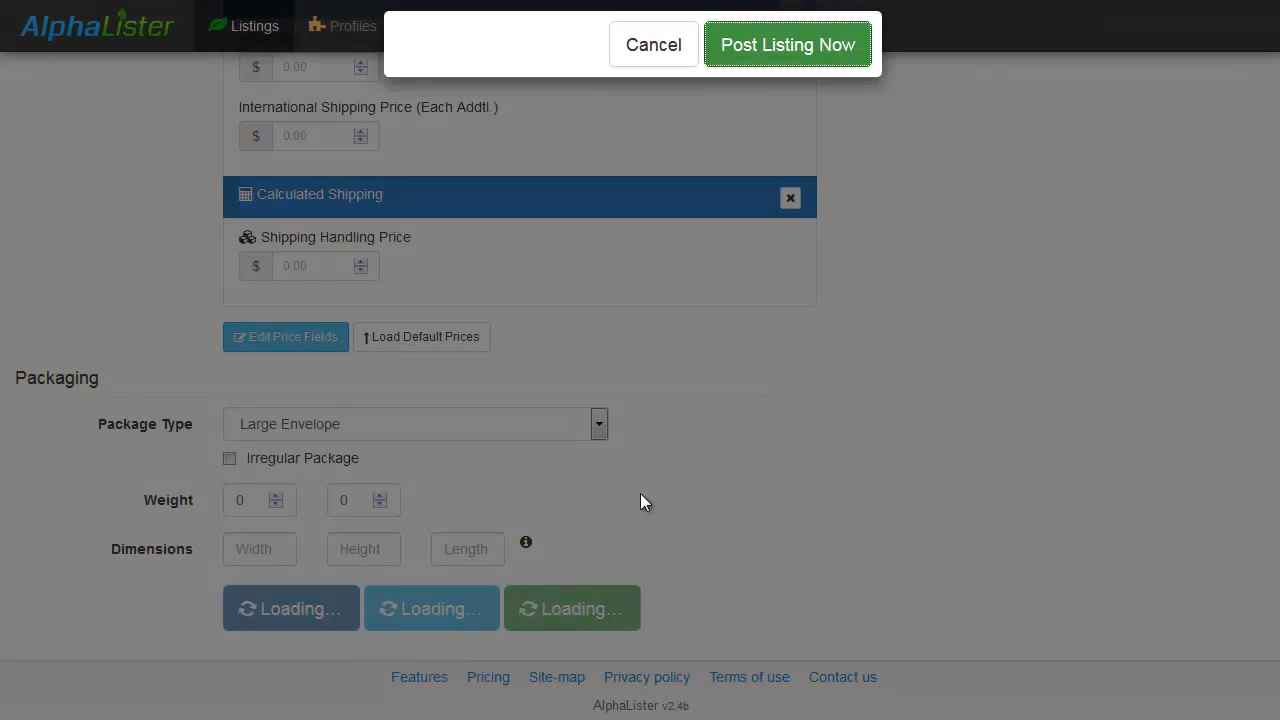 AlphaLister Listings Profiles
Cancel Post Listing Now
$ 0.00
International Shipping Price (Each Addtl.)
$ 0.00
Calculated Shipping
Shipping Handling Price
$ 0.00
Edit Price Fields Load Default Prices
Packaging
Package Type Large Envelope
Irregular Package
Weight 0 0
Dimensions Width Height Length
Loading... Loading... Loading...
Features Pricing Site-map Privacy policy Terms of use Contact us
AlphaLister v2.4b